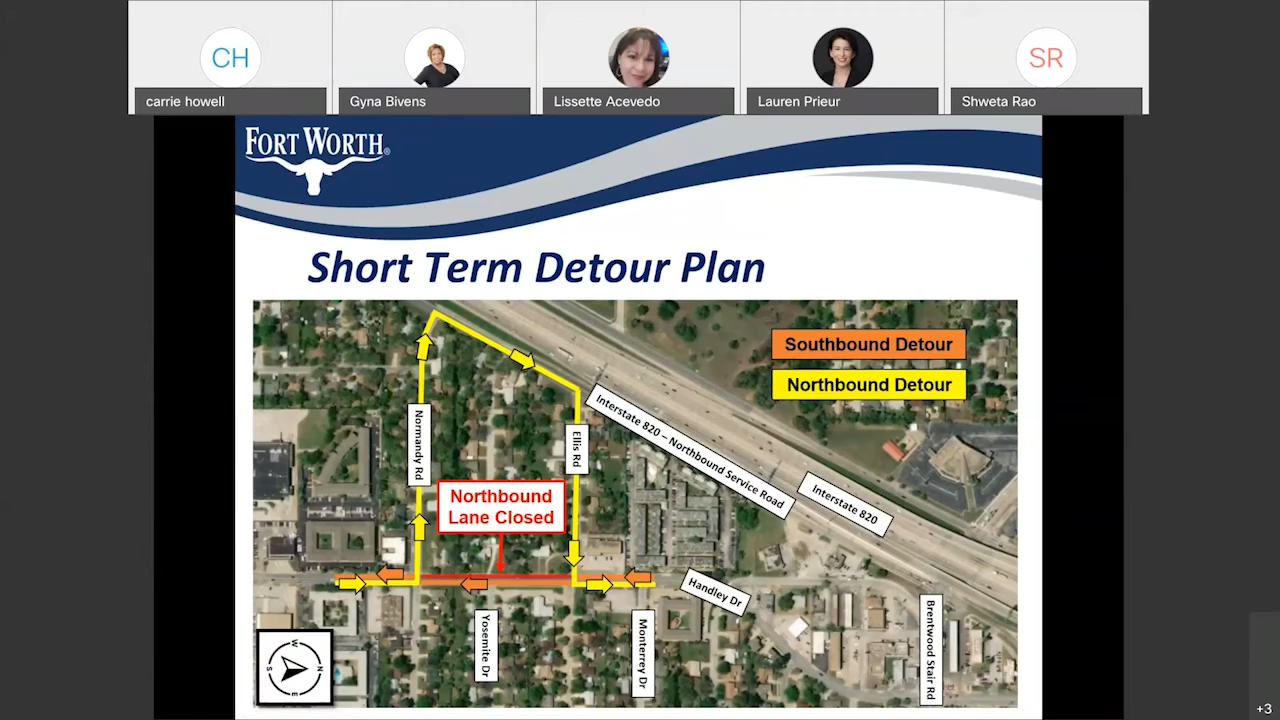 CH
SR
carrie howell
Gyna Bivens
Lissette Acevedo
Lauren Prieur
Shweta Rao
FORT WORTH®
Short Term Detour Plan
Southbound Detour
Northbound Detour
Normandy Rd
Ellis Rd
Interstate 820 – Northbound Service Road
Interstate 820
Northbound
Lane Closed
Handley Dr
Yosemite Dr
Monterrey Dr
Brentwood Stair Rd
W
N
S
E
+3